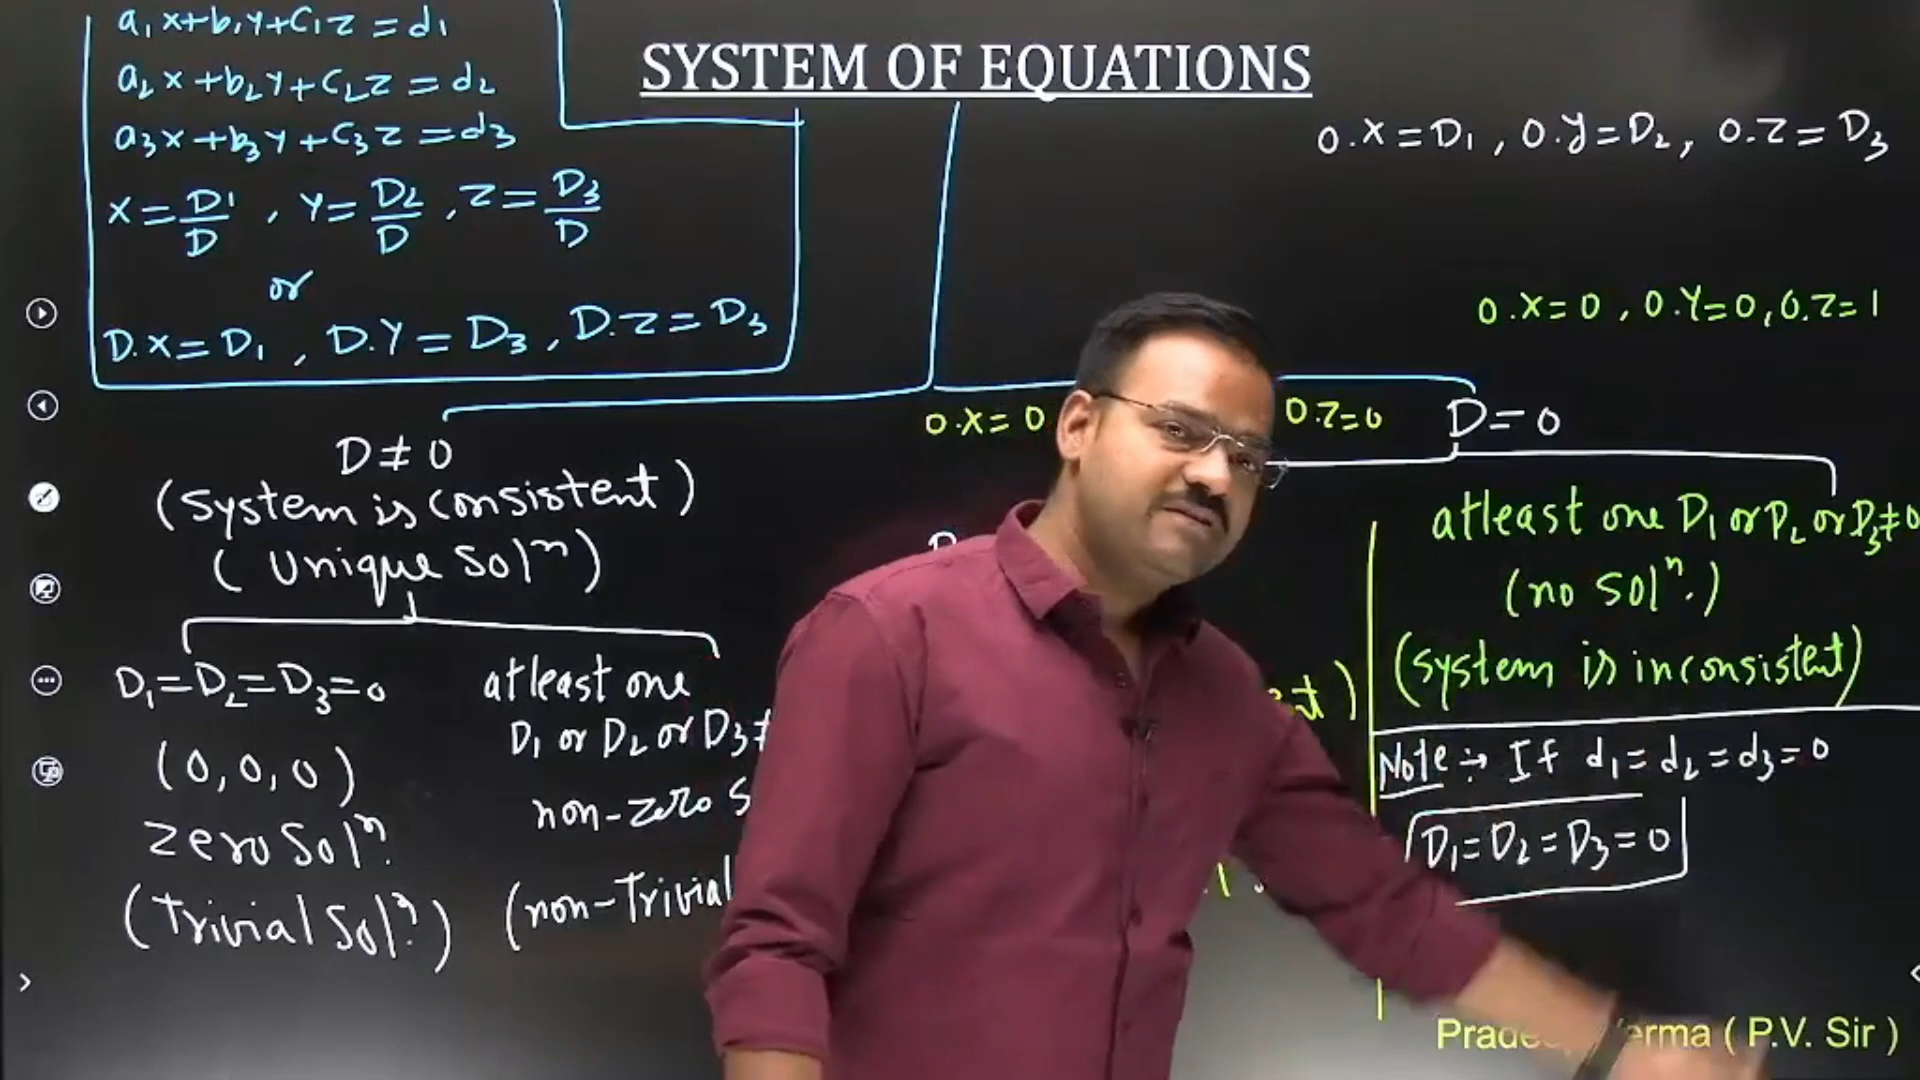 a₁x+b₁y+c₁z=d₁
a₂x+b₂y+c₂z=d₂
a₃x+b₃y+c₃z=d₃
x=D₁/D, y=D₂/D, z=D₃/D
or
D.x=D₁, D.y=D₃, D.z=D₃
SYSTEM OF EQUATIONS
0.x=D₁, 0.y=D₂, 0.z=D₃
0.x=0, 0.y=0, 0.z=1
0.x=0 0.z=0
D=0
D≠0
(System is consistent)
(Unique Solⁿ)
D₁=D₂=D₃=0
(0,0,0)
zero Solⁿ.
(Trivial Solⁿ.)
atleast one
D₁ or D₂ or D₃≠
non-zero
(non-Trivial
atleast one D₁ or D₂ or D₃≠0
(no Solⁿ.)
(system is inconsistent)
Note :→ If d₁=d₂=d₃=0
D₁=D₂=D₃=0
( P.V. Sir )